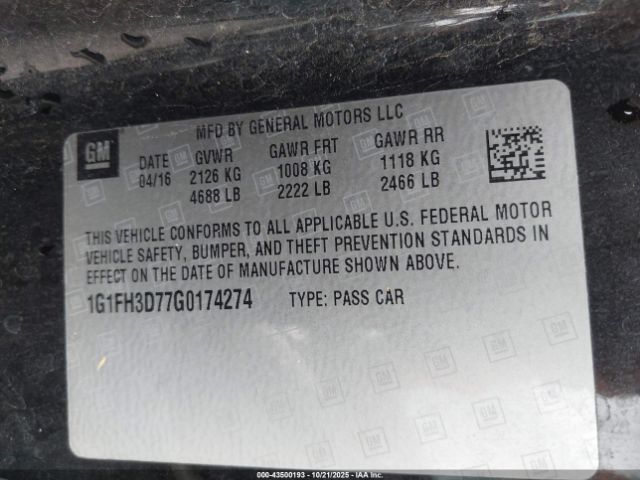 MFD BY GENERAL MOTORS LLC
GM
DATE GVWR GAWR FRT GAWR RR
04/16 2126 KG 1008 KG 1118 KG
4688 LB 2222 LB 2466 LB
THIS VEHICLE CONFORMS TO ALL APPLICABLE U.S. FEDERAL MOTOR
VEHICLE SAFETY, BUMPER, AND THEFT PREVENTION STANDARDS IN
EFFECT ON THE DATE OF MANUFACTURE SHOWN ABOVE.
1G1FH3D77G0174274 TYPE: PASS CAR
000-43500193 - 10/21/2025 - IAA Inc.